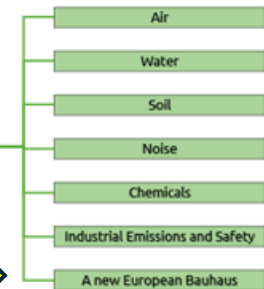 Air
Water
Soil
Noise
Chemicals
Industrial Emissions and Safety
A new European Bauhaus